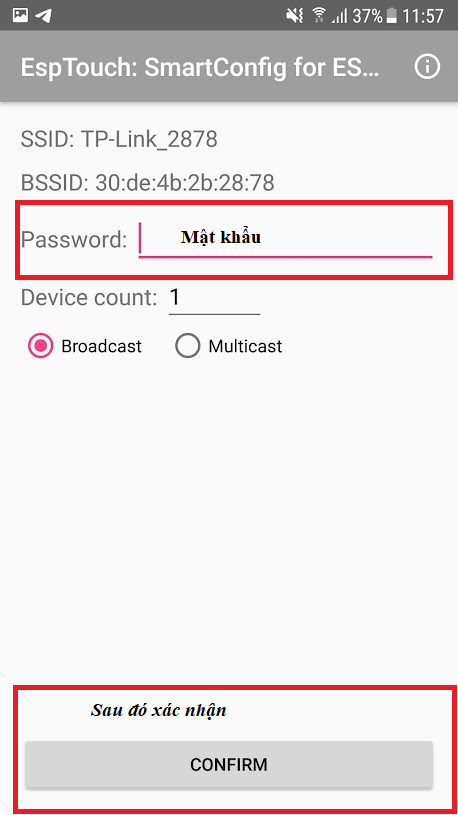 37% 11:57
EspTouch: SmartConfig for ES...
SSID: TP-Link_2878
BSSID: 30:de:4b:2b:28:78
Password: Mật khẩu
Device count: 1
Broadcast Multicast
Sau đó xác nhận
CONFIRM